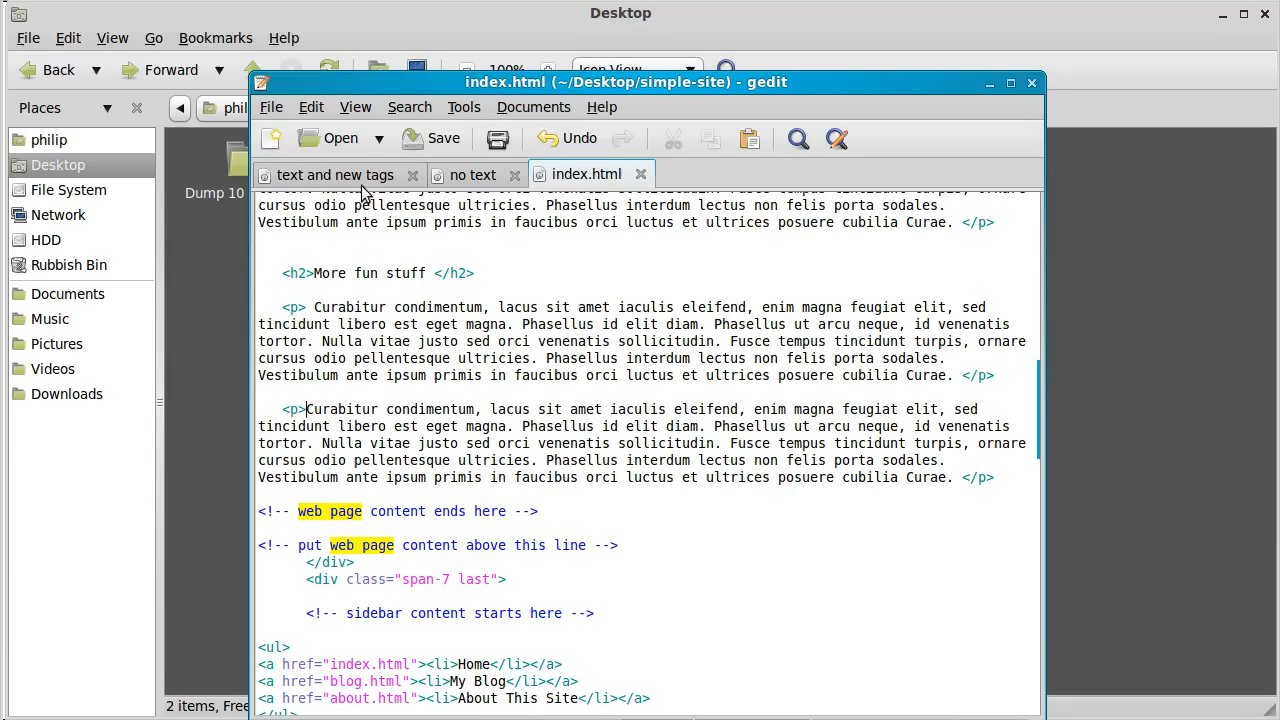 Desktop
File Edit View Go Bookmarks Help
Back Forward 100% Icon View
index.html (~/Desktop/simple-site) - gedit
File Edit View Search Tools Documents Help
Places phil
Open Save Undo
philip
Desktop
File System
Network
HDD
Rubbish Bin
Documents
Music
Pictures
Videos
Downloads
Dump 10
text and new tags no text index.html
cursus odio pellentesque ultricies. Phasellus interdum lectus non felis porta sodales.
Vestibulum ante ipsum primis in faucibus orci luctus et ultrices posuere cubilia Curae. </p>
<h2>More fun stuff </h2>
<p> Curabitur condimentum, lacus sit amet iaculis eleifend, enim magna feugiat elit, sed
tincidunt libero est eget magna. Phasellus id elit diam. Phasellus ut arcu neque, id venenatis
tortor. Nulla vitae justo sed orci venenatis sollicitudin. Fusce tempus tincidunt turpis, ornare
cursus odio pellentesque ultricies. Phasellus interdum lectus non felis porta sodales.
Vestibulum ante ipsum primis in faucibus orci luctus et ultrices posuere cubilia Curae. </p>
<p>Curabitur condimentum, lacus sit amet iaculis eleifend, enim magna feugiat elit, sed
tincidunt libero est eget magna. Phasellus id elit diam. Phasellus ut arcu neque, id venenatis
tortor. Nulla vitae justo sed orci venenatis sollicitudin. Fusce tempus tincidunt turpis, ornare
cursus odio pellentesque ultricies. Phasellus interdum lectus non felis porta sodales.
Vestibulum ante ipsum primis in faucibus orci luctus et ultrices posuere cubilia Curae. </p>
<!-- web page content ends here -->
<!-- put web page content above this line -->
</div>
<div class="span-7 last">
<!-- sidebar content starts here -->
<ul>
<a href="index.html"><li>Home</li></a>
<a href="blog.html"><li>My Blog</li></a>
<a href="about.html"><li>About This Site</li></a>
</ul>
2 items, Free